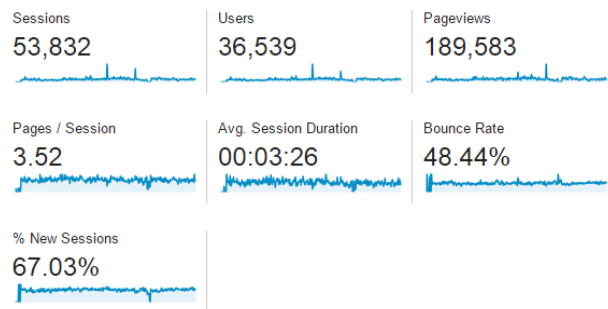 Sessions
53,832
Users
36,539
Pageviews
189,583
Pages / Session
3.52
Avg. Session Duration
00:03:26
Bounce Rate
48.44%
% New Sessions
67.03%